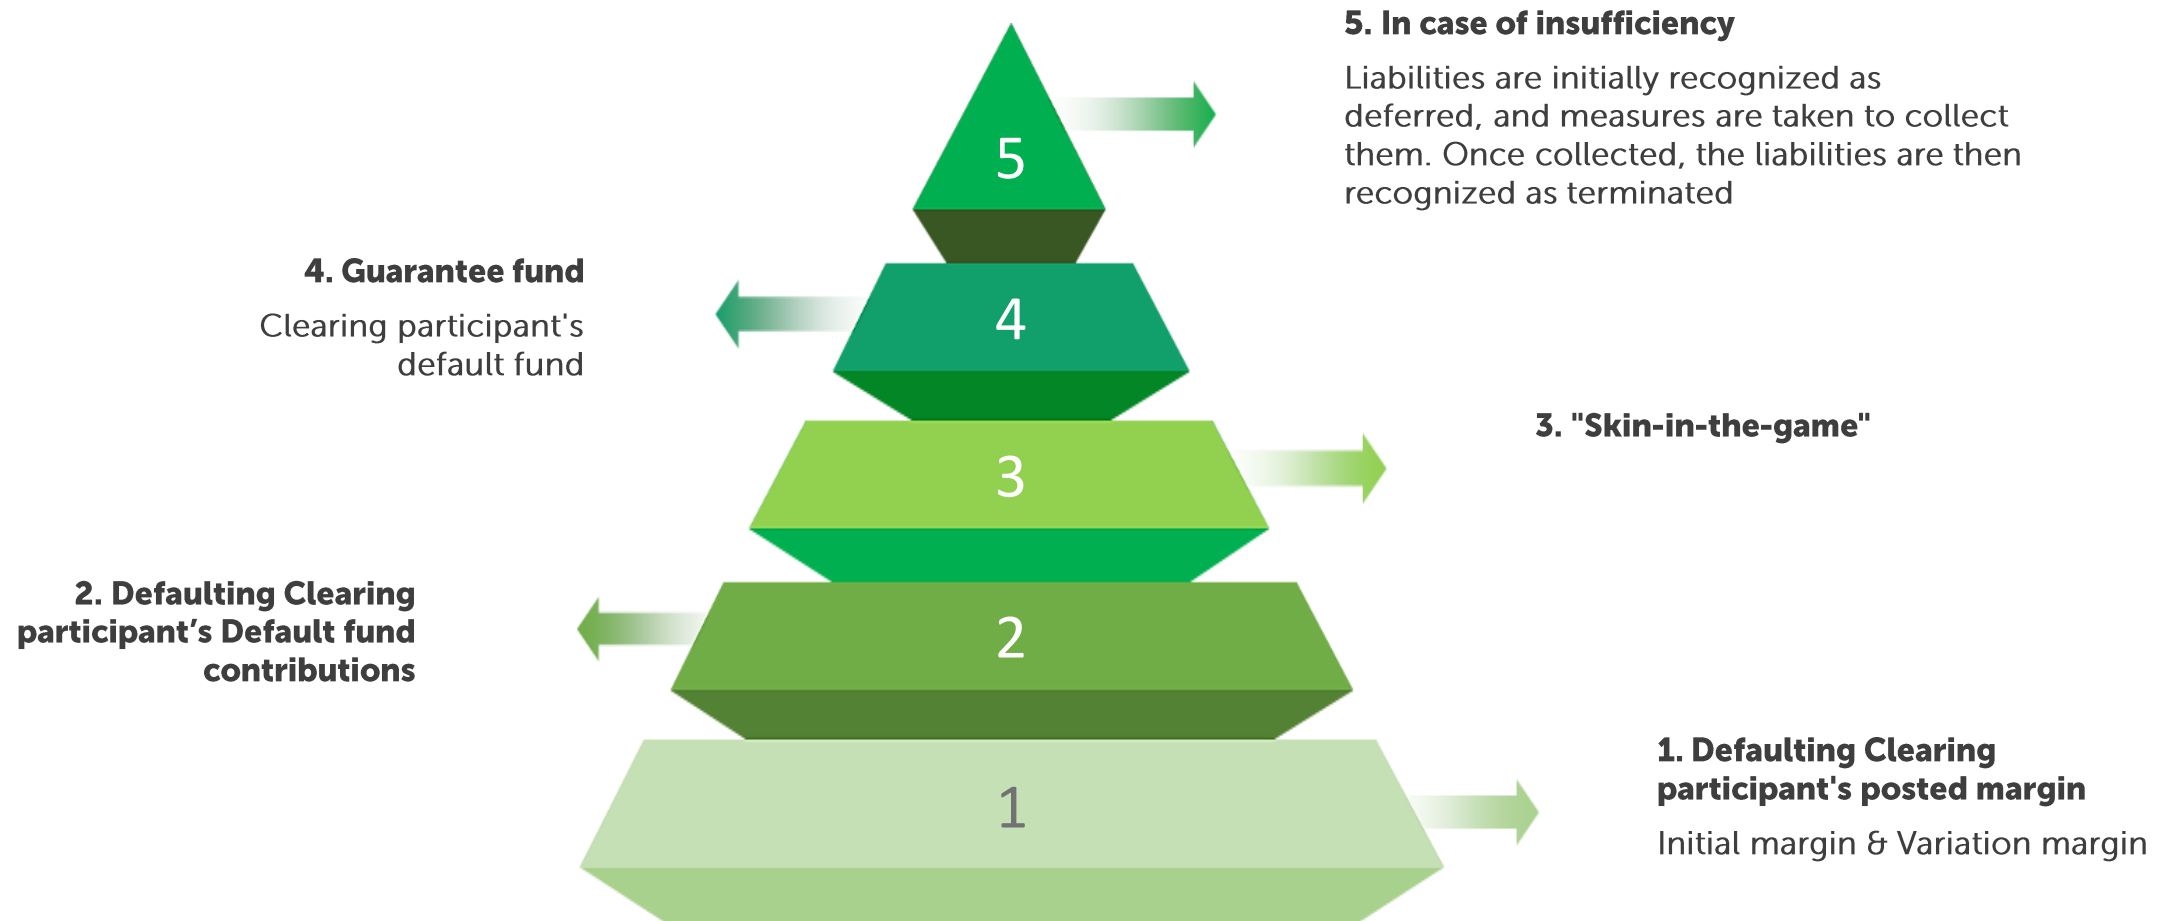 5. In case of insufficiency
Liabilities are initially recognized as
deferred, and measures are taken to collect
them. Once collected, the liabilities are then
recognized as terminated
5
4. Guarantee fund
Clearing participant's
default fund
4
3. "Skin-in-the-game"
3
2. Defaulting Clearing
participant’s Default fund
contributions
2
1. Defaulting Clearing
participant's posted margin
Initial margin & Variation margin
1